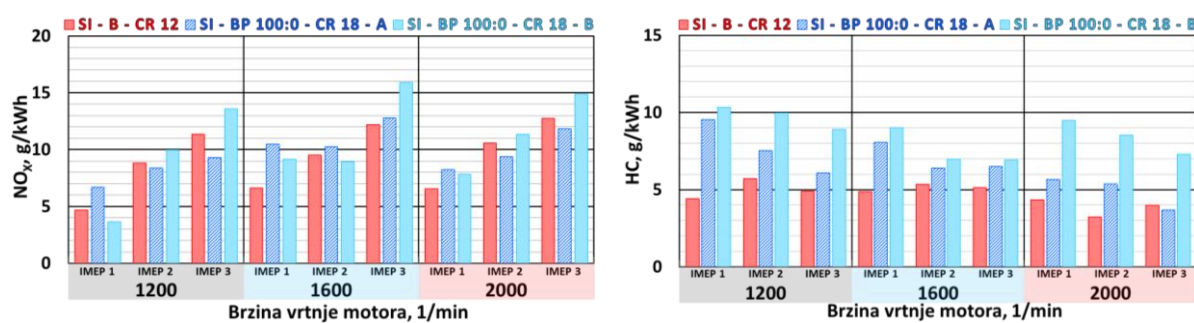 SI - B - CR 12 SI - BP 100:0 - CR 18 - A SI - BP 100:0 - CR 18 - B
20
15
10
5
0
NOX, g/kWh
IMEP 1 IMEP 2 IMEP 3 IMEP 1 IMEP 2 IMEP 3 IMEP 1 IMEP 2 IMEP 3
1200 1600 2000
Brzina vrtnje motora, 1/min
SI - B - CR 12 SI - BP 100:0 - CR 18 - A SI - BP 100:0 - CR 18 - B
15
10
5
0
HC, g/kWh
IMEP 1 IMEP 2 IMEP 3 IMEP 1 IMEP 2 IMEP 3 IMEP 1 IMEP 2 IMEP 3
1200 1600 2000
Brzina vrtnje motora, 1/min